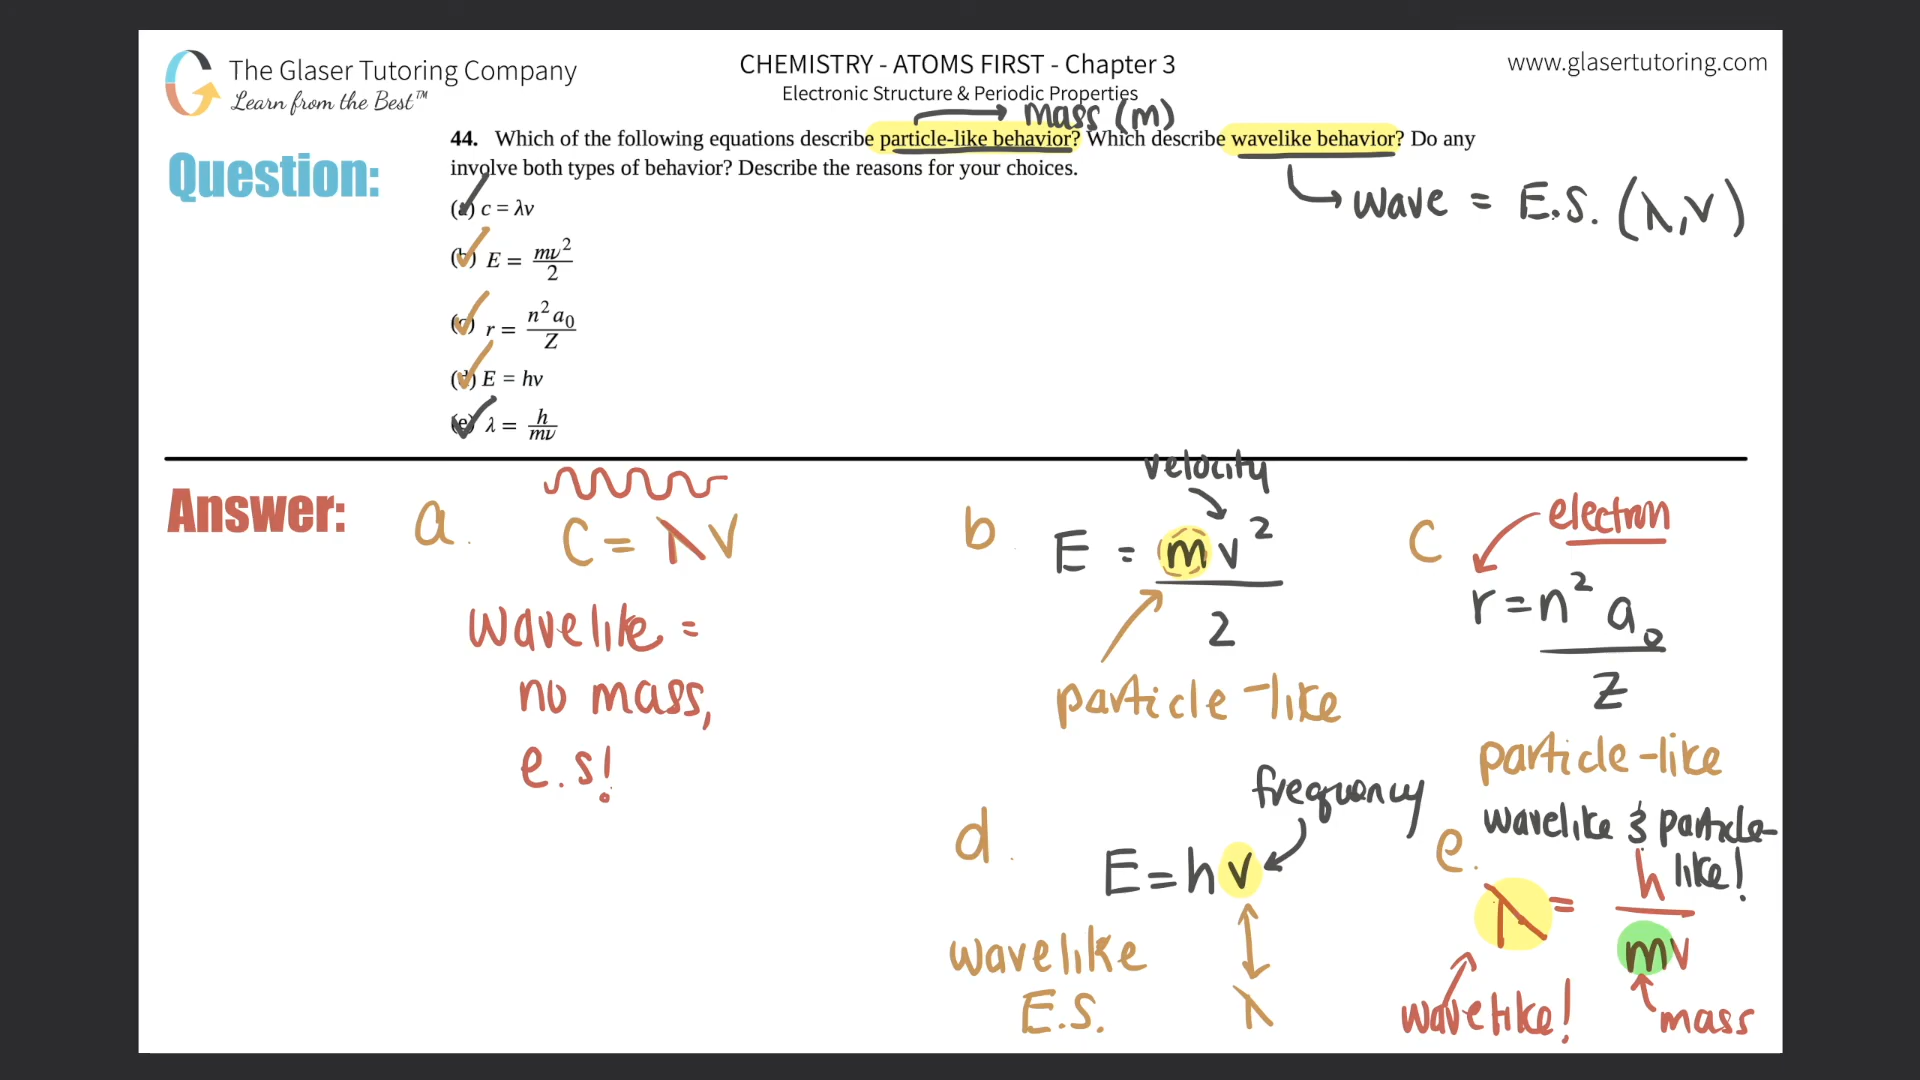 The Glaser Tutoring Company
Learn from the Best™
CHEMISTRY - ATOMS FIRST - Chapter 3
Electronic Structure & Periodic Properties
www.glasertutoring.com
mass (m)
Question:
44. Which of the following equations describe particle-like behavior? Which describe wavelike behavior? Do any
involve both types of behavior? Describe the reasons for your choices.
wave = E.S. (λ, ν)
(a) c = λν
(b) E = mν²/2
(c) r = n²a₀/Z
(d) E = hν
(e) λ = h/mν
Answer:
a.
C = λ ν
wavelike =
no mass,
e.s!
b
velocity
E = mv²/2
particle-like
c
electron
r = n² a₀/Z
particle-like
d.
frequency
E = hν
λ
wavelike
E.S.
e.
wavelike & particle-
like!
λ = h/mv
wavelike!
mass